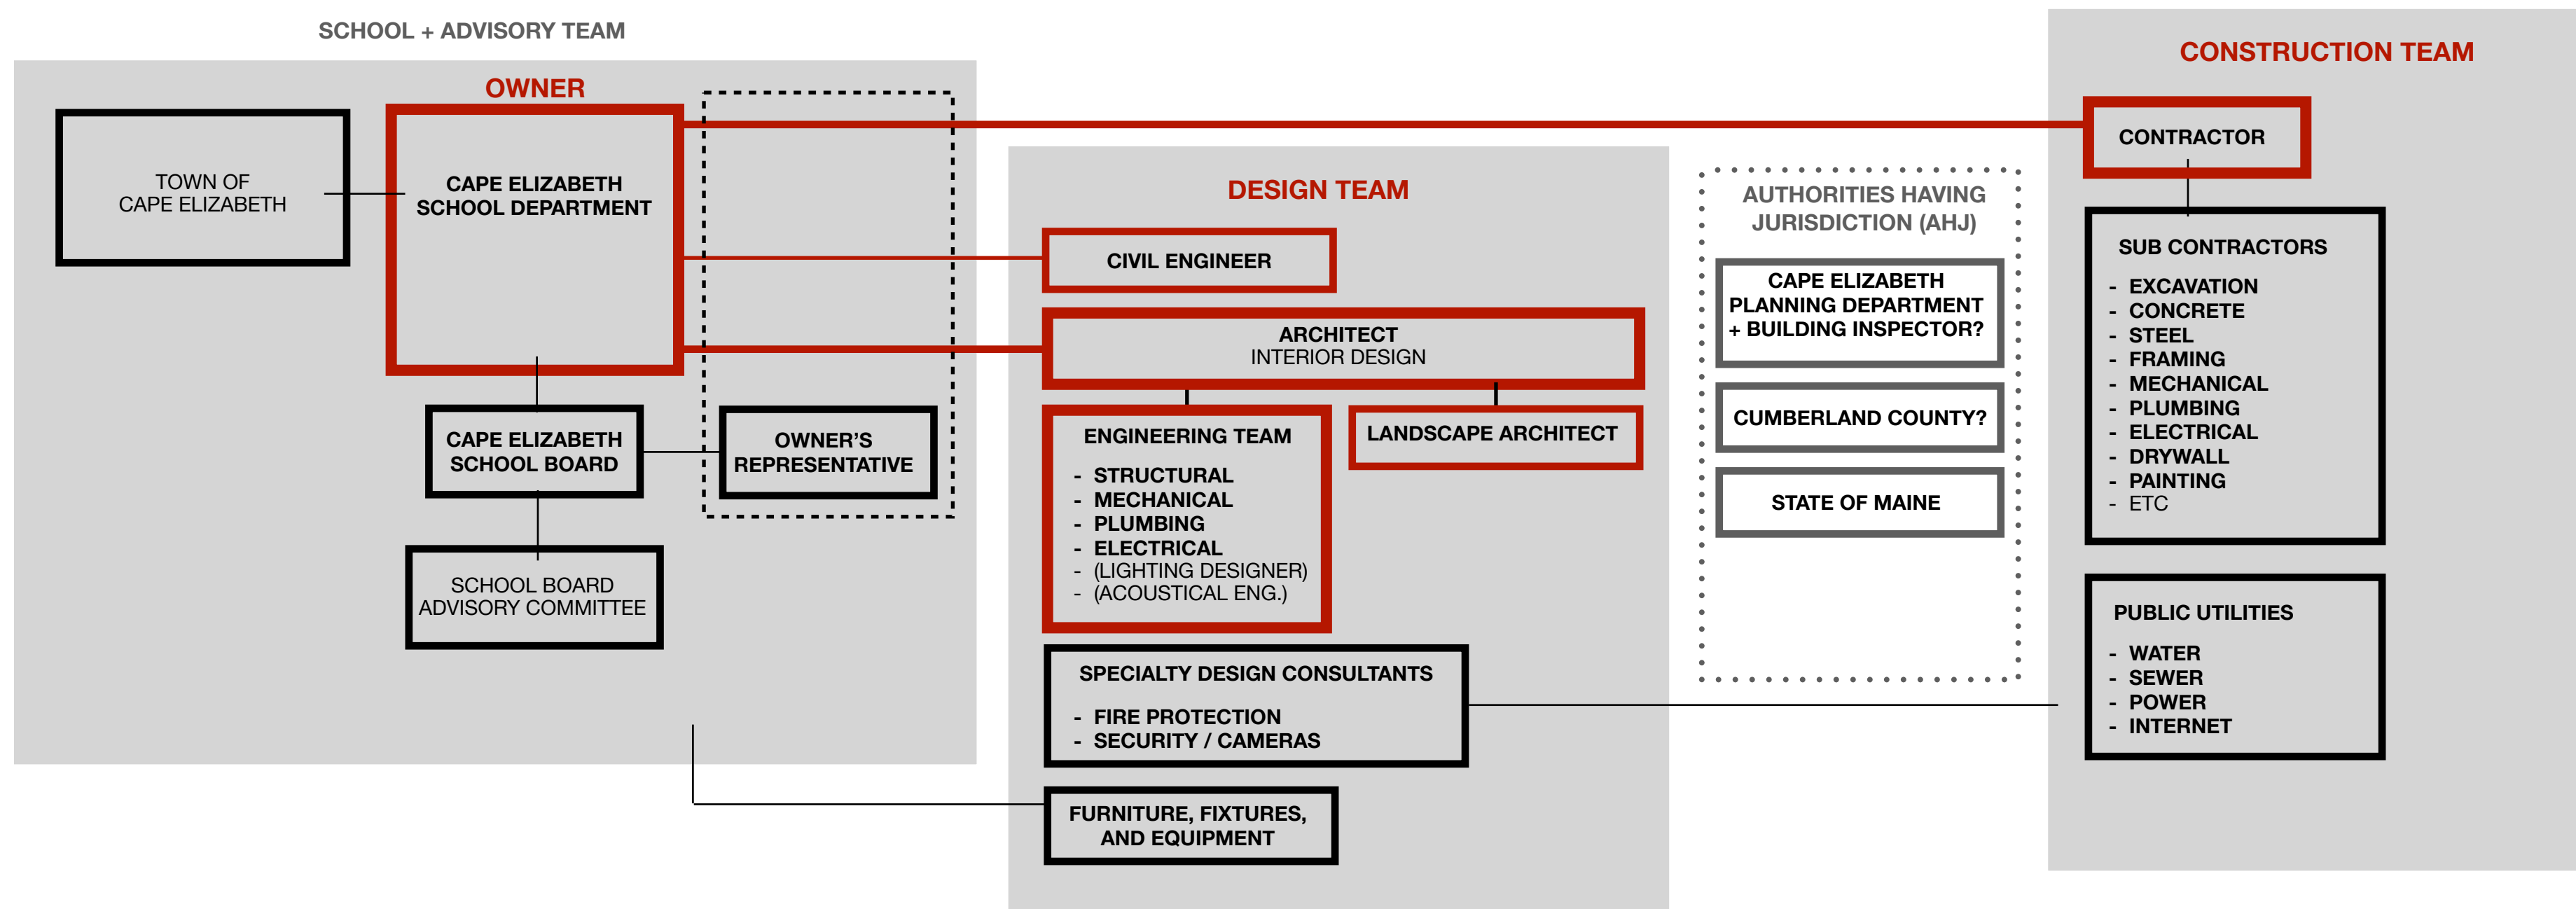 SCHOOL + ADVISORY TEAM
OWNER
TOWN OF
CAPE ELIZABETH
CAPE ELIZABETH
SCHOOL DEPARTMENT
CAPE ELIZABETH
SCHOOL BOARD
OWNER’S
REPRESENTATIVE
SCHOOL BOARD
ADVISORY COMMITTEE
DESIGN TEAM
CIVIL ENGINEER
ARCHITECT
INTERIOR DESIGN
ENGINEERING TEAM
- STRUCTURAL
- MECHANICAL
- PLUMBING
- ELECTRICAL
- (LIGHTING DESIGNER)
- (ACOUSTICAL ENG.)
LANDSCAPE ARCHITECT
SPECIALTY DESIGN CONSULTANTS
- FIRE PROTECTION
- SECURITY / CAMERAS
FURNITURE, FIXTURES,
AND EQUIPMENT
AUTHORITIES HAVING
JURISDICTION (AHJ)
CAPE ELIZABETH
PLANNING DEPARTMENT
+ BUILDING INSPECTOR?
CUMBERLAND COUNTY?
STATE OF MAINE
CONSTRUCTION TEAM
CONTRACTOR
SUB CONTRACTORS
- EXCAVATION
- CONCRETE
- STEEL
- FRAMING
- MECHANICAL
- PLUMBING
- ELECTRICAL
- DRYWALL
- PAINTING
- ETC
PUBLIC UTILITIES
- WATER
- SEWER
- POWER
- INTERNET